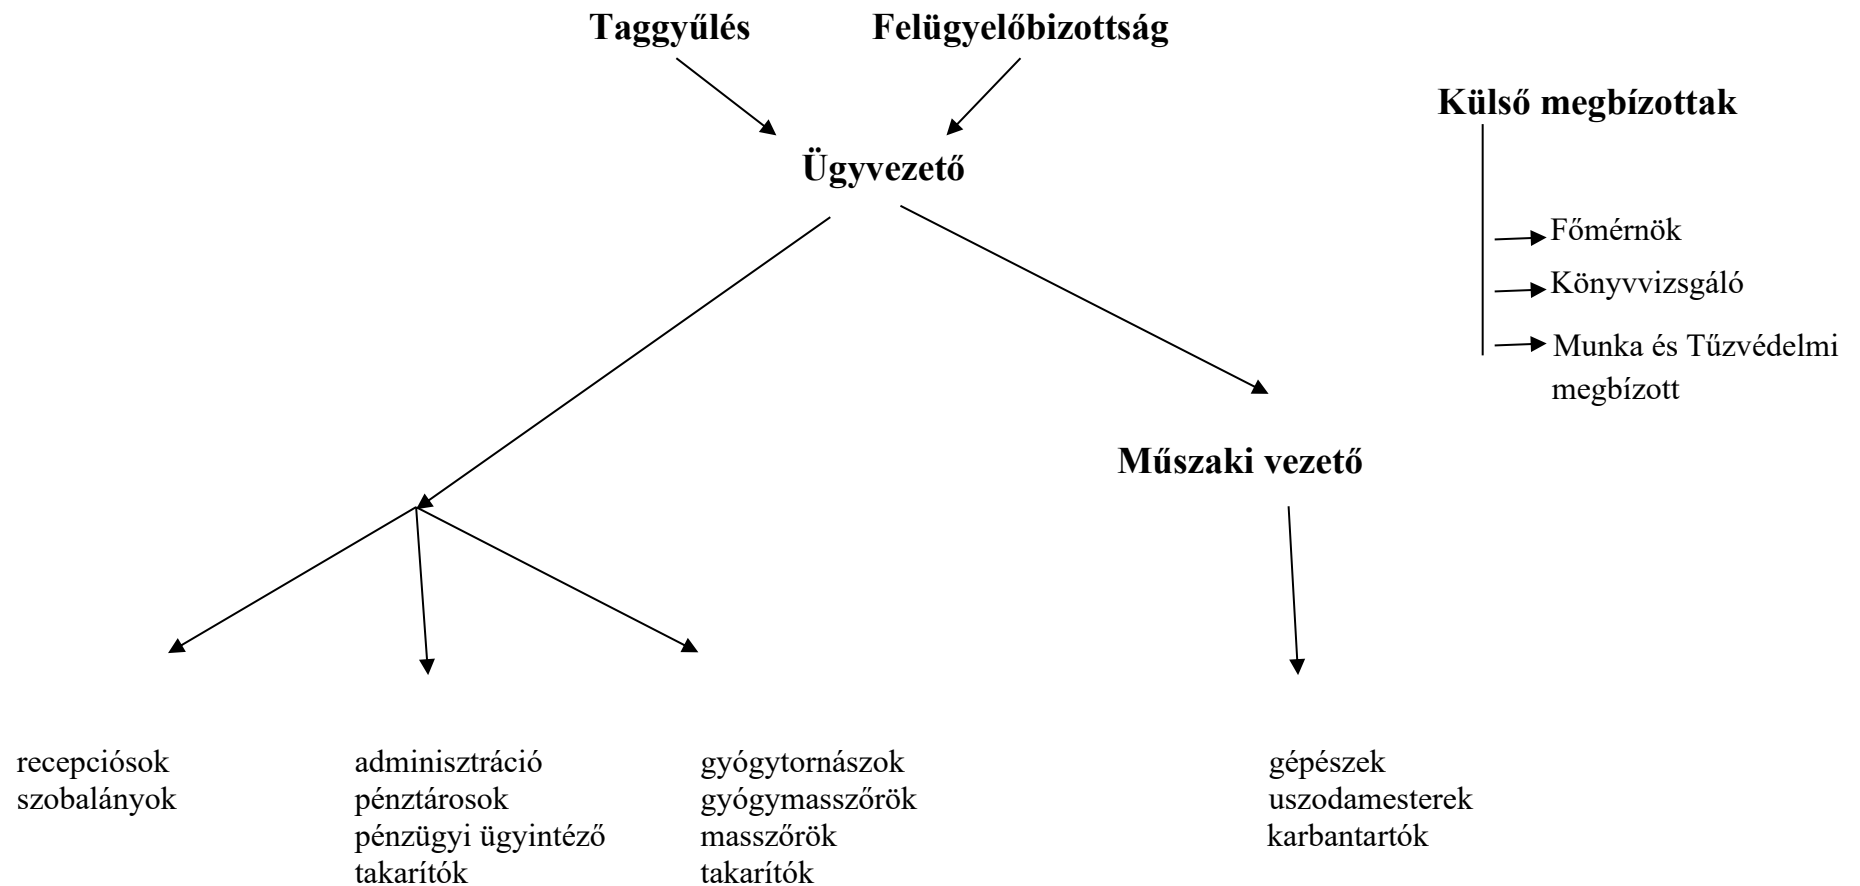 Taggyűlés
Felügyelőbizottság
Külső megbízottak
Ügyvezető
Főmérnök
Könyvvizsgáló
Munka és Tűzvédelmi
megbízott
Műszaki vezető
recepciósok
szobalányok
adminisztráció
pénztárosok
pénzügyi ügyintéző
takarítók
gyógytornászok
gyógymasszőrök
masszőrök
takarítók
gépészek
uszodamesterek
karbantartók